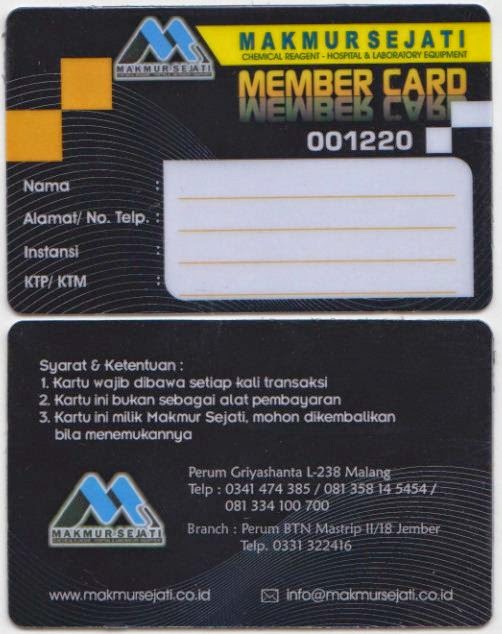 MAKMUR SEJATI
MAKMUR SEJATI
CHEMICAL REAGENT - HOSPITAL & LABORATORY EQUIPMENT
MEMBER CARD
001220
Nama :
Alamat/ No. Telp. :
Instansi :
KTP/ KTM :
Syarat & Ketentuan :
1. Kartu wajib dibawa setiap kali transaksi
2. Kartu ini bukan sebagai alat pembayaran
3. Kartu ini milik Makmur Sejati, mohon dikembalikan
bila menemukannya
MAKMUR SEJATI
Perum Griyashanta L-238 Malang
Telp : 0341 474 385 / 081 358 14 5454 /
081 334 100 700
Branch : Perum BTN Mastrip II/18 Jember
Telp. 0331 322416
www.makmursejati.co.id
info@makmursejati.co.id